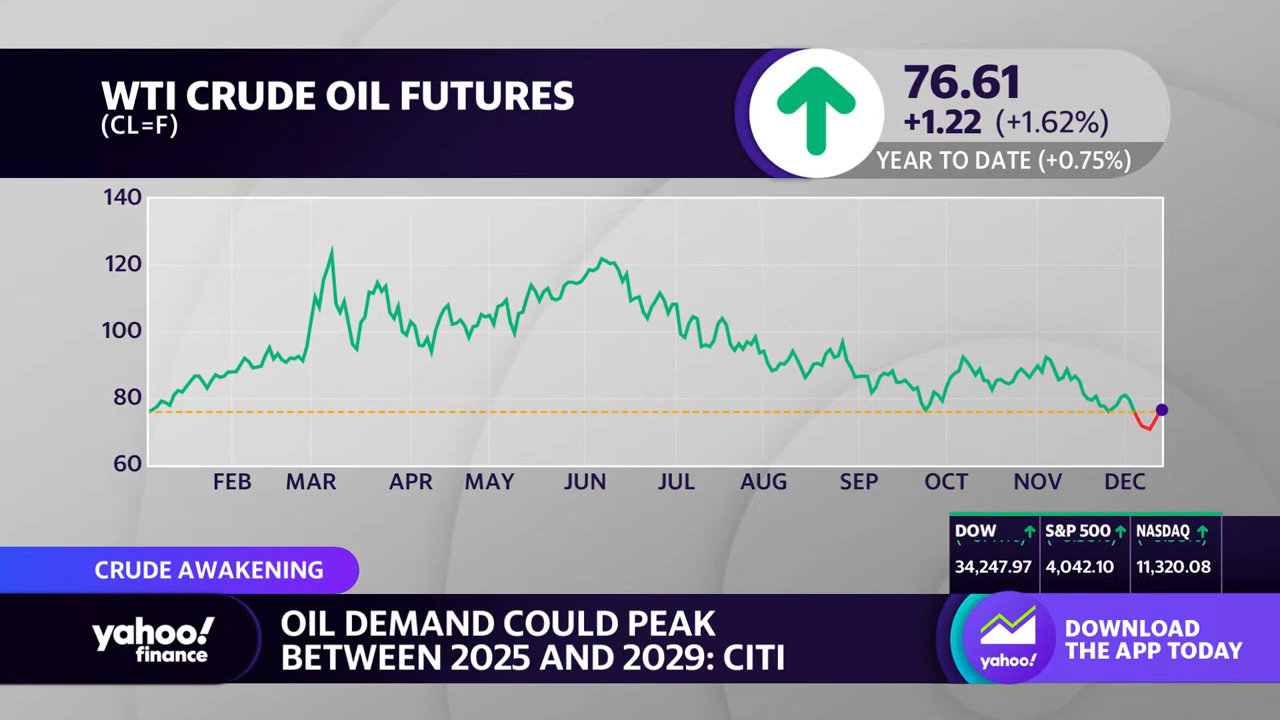 WTI CRUDE OIL FUTURES
(CL=F)
76.61
+1.22 (+1.62%)
YEAR TO DATE (+0.75%)
140
120
100
80
60
FEB MAR APR MAY JUN JUL AUG SEP OCT NOV DEC
DOW S&P 500 NASDAQ
34,247.97 4,042.10 11,320.08
CRUDE AWAKENING
yahoo!
finance
OIL DEMAND COULD PEAK
BETWEEN 2025 AND 2029: CITI
yahoo!
DOWNLOAD
THE APP TODAY